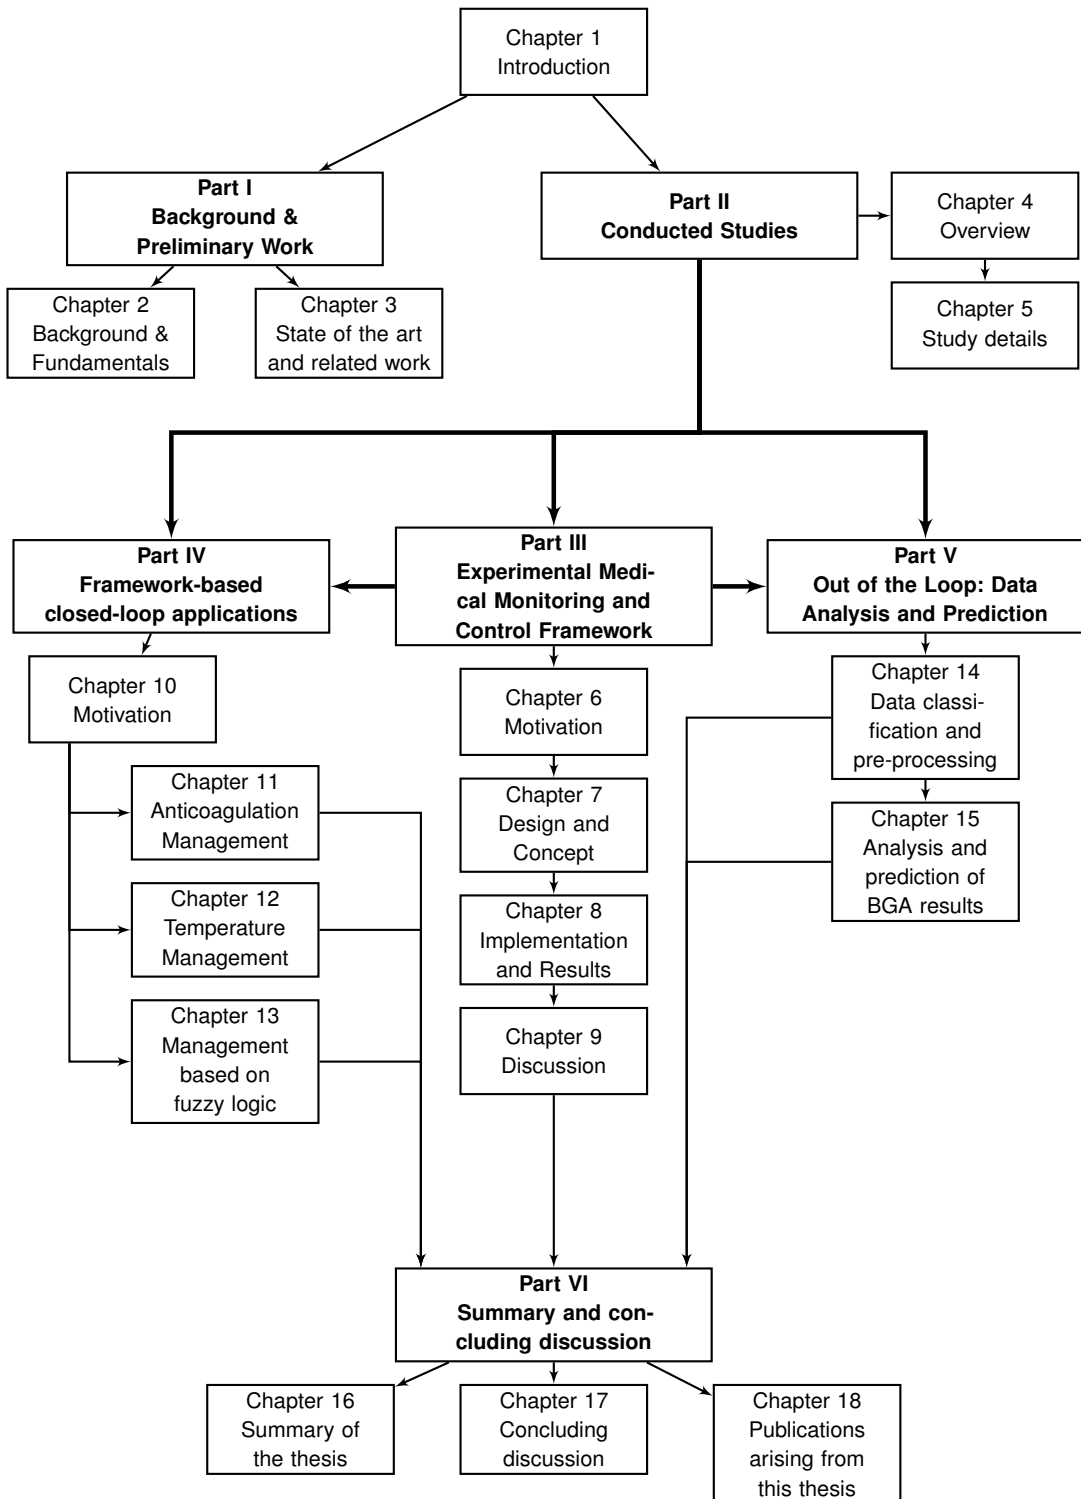 Chapter 1
Introduction
Part I
Background &
Preliminary Work
Part II
Conducted Studies
Chapter 4
Overview
Chapter 2
Background &
Fundamentals
Chapter 3
State of the art
and related work
Chapter 5
Study details
Part IV
Framework-based
closed-loop applications
Part III
Experimental Medi-
cal Monitoring and
Control Framework
Part V
Out of the Loop: Data
Analysis and Prediction
Chapter 10
Motivation
Chapter 11
Anticoagulation
Management
Chapter 12
Temperature
Management
Chapter 13
Management
based on
fuzzy logic
Chapter 6
Motivation
Chapter 7
Design and
Concept
Chapter 8
Implementation
and Results
Chapter 9
Discussion
Chapter 14
Data classi-
fication and
pre-processing
Chapter 15
Analysis and
prediction of
BGA results
Part VI
Summary and con-
cluding discussion
Chapter 16
Summary of
the thesis
Chapter 17
Concluding
discussion
Chapter 18
Publications
arising from
this thesis